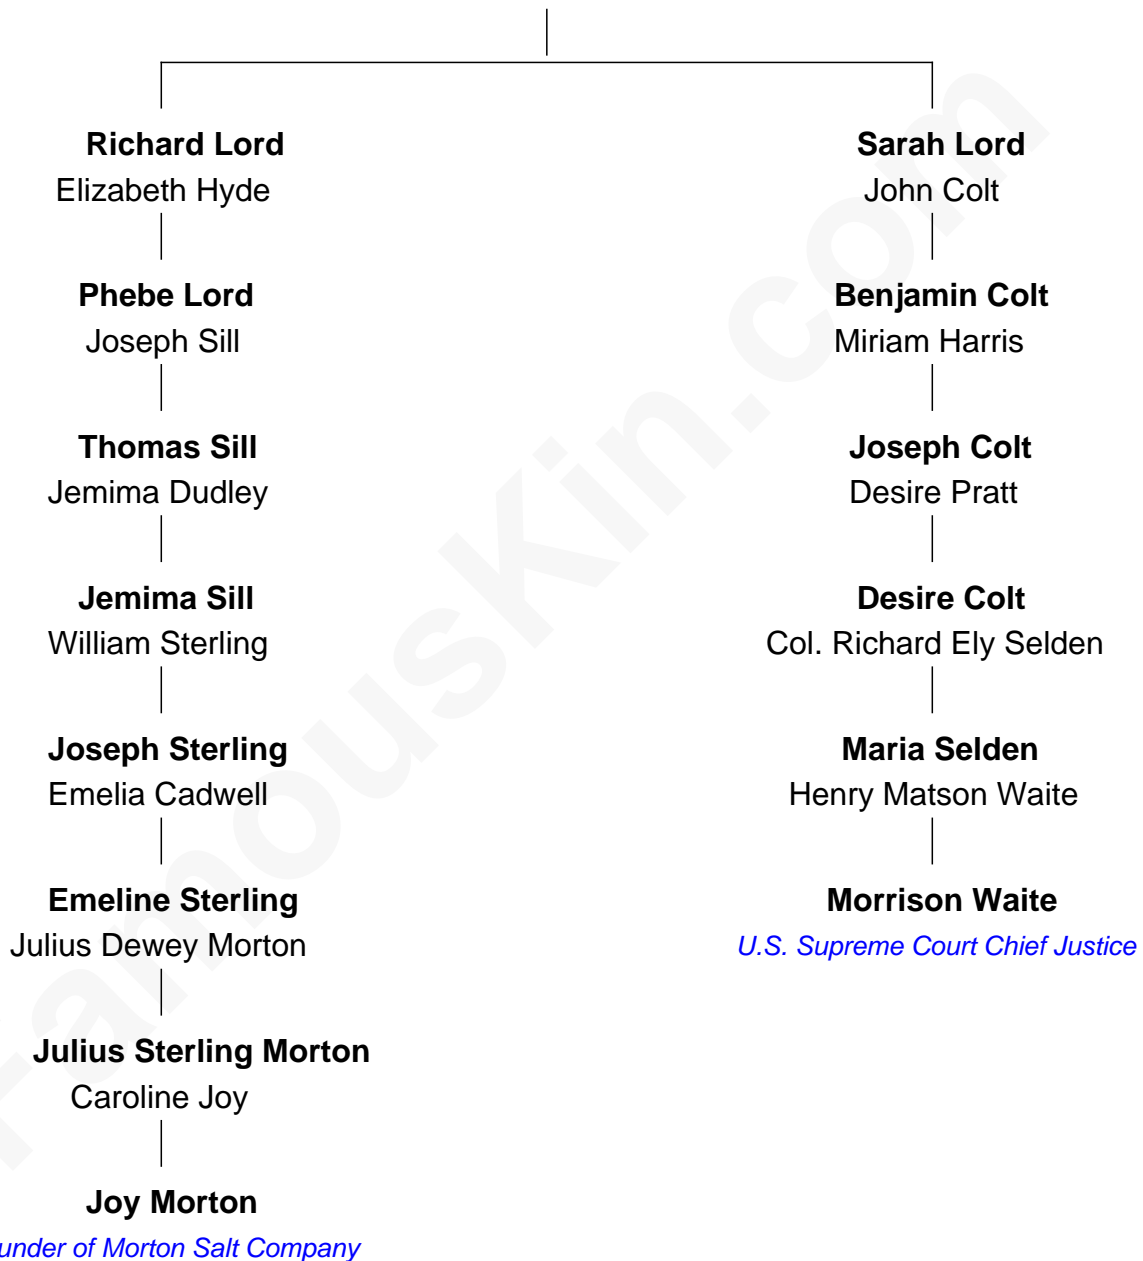 Richard Lord
Elizabeth Hyde
Phebe Lord
Joseph Sill
Thomas Sill
Jemima Dudley
Jemima Sill
William Sterling
Joseph Sterling
Emelia Cadwell
Emeline Sterling
Julius Dewey Morton
Julius Sterling Morton
Caroline Joy
Joy Morton
under of Morton Salt Company
Sarah Lord
John Colt
Benjamin Colt
Miriam Harris
Joseph Colt
Desire Pratt
Desire Colt
Col. Richard Ely Selden
Maria Selden
Henry Matson Waite
Morrison Waite
U.S. Supreme Court Chief Justice
FamousKin.com